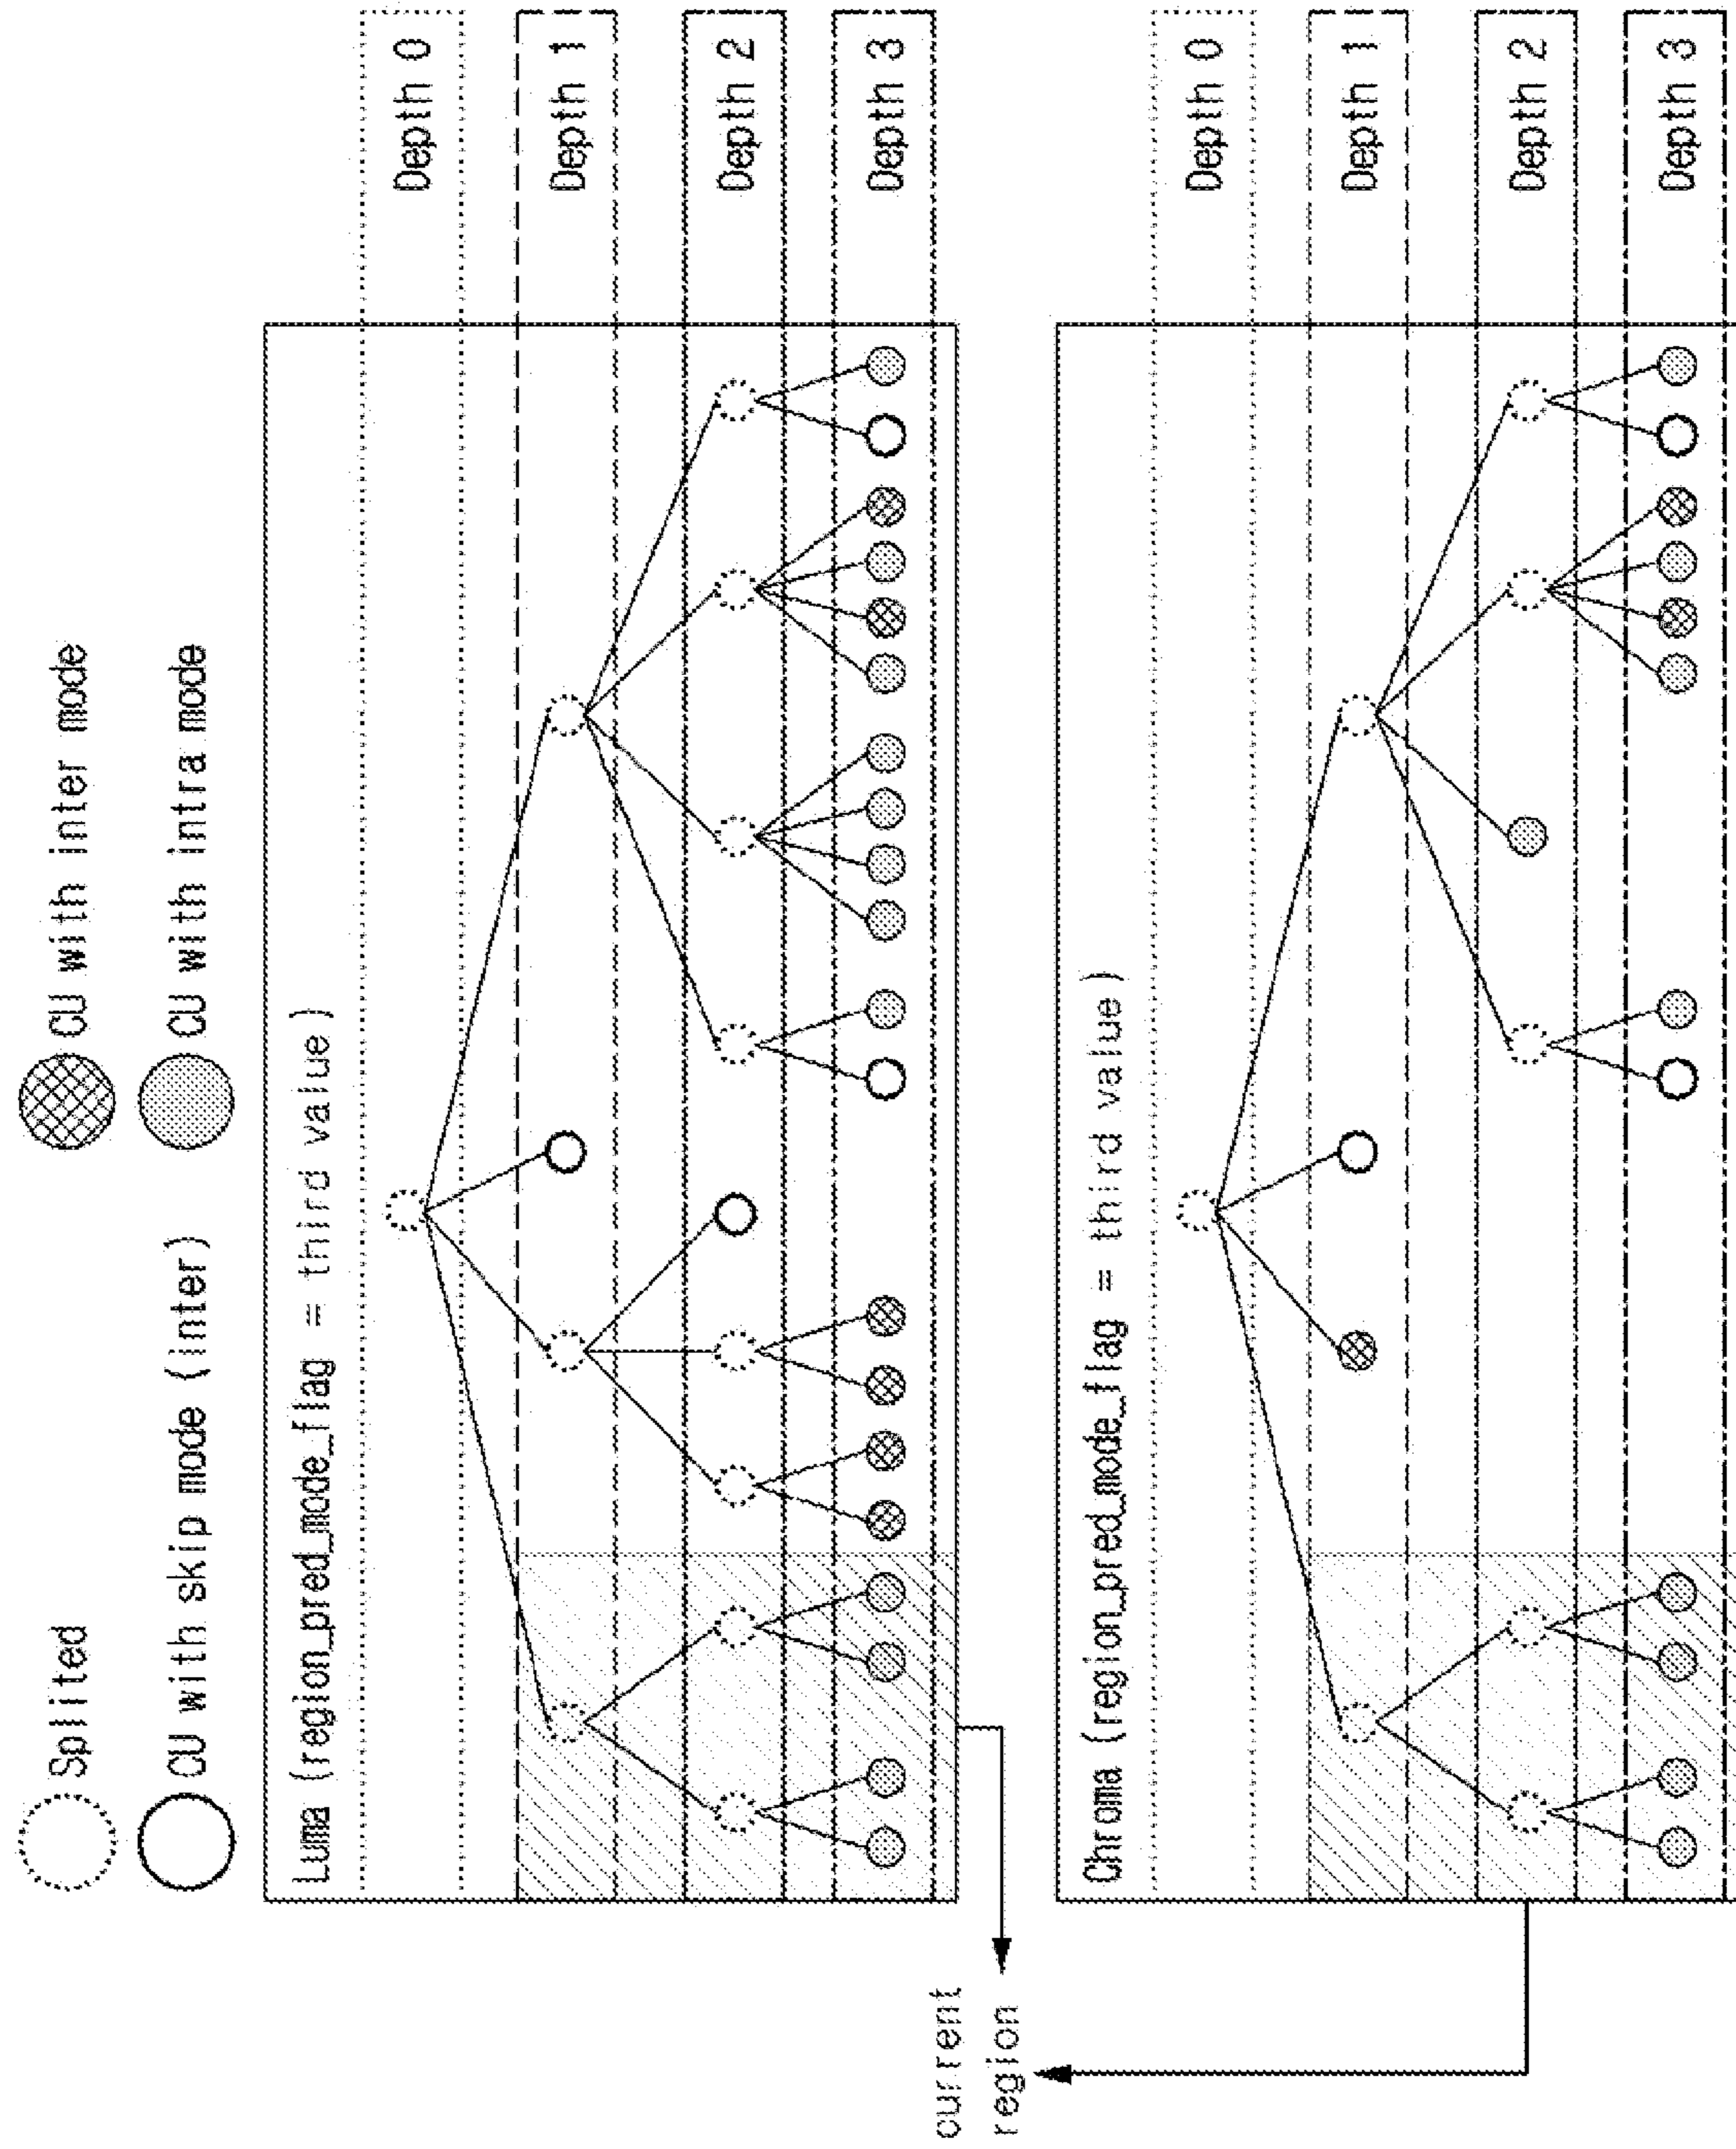 Splited
CU with inter mode
CU with skip mode (inter)
CU with intra mode
Luma (region_pred_mode_flag = third value)
Depth 0
Depth 1
Depth 2
Depth 3
current
region
Chroma (region_pred_mode_flag = third value)
Depth 0
Depth 1
Depth 2
Depth 3